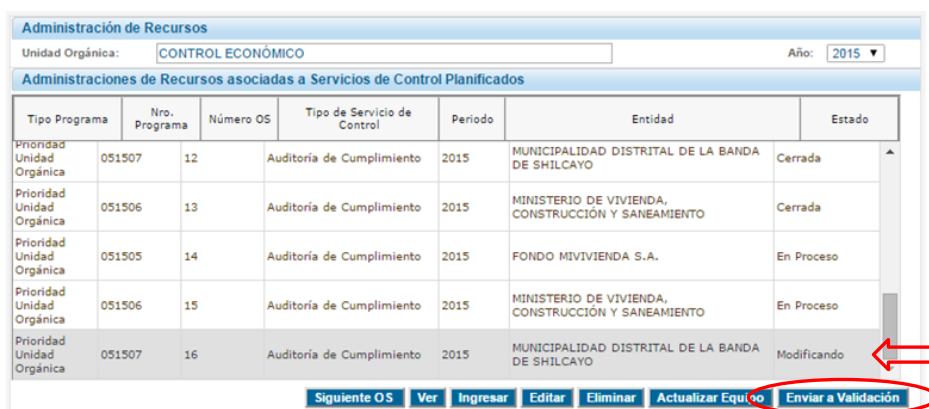 Administración de Recursos
Unidad Orgánica: CONTROL ECONÓMICO Año: 2015
Administraciones de Recursos asociadas a Servicios de Control Planificados
Tipo Programa Nro. Programa Número OS Tipo de Servicio de Control Periodo Entidad Estado
Prioridad Unidad Orgánica 051507 12 Auditoría de Cumplimiento 2015 MUNICIPALIDAD DISTRITAL DE LA BANDA DE SHILCAYO Cerrada
Prioridad Unidad Orgánica 051506 13 Auditoría de Cumplimiento 2015 MINISTERIO DE VIVIENDA, CONSTRUCCIÓN Y SANEAMIENTO Cerrada
Prioridad Unidad Orgánica 051505 14 Auditoría de Cumplimiento 2015 FONDO MIVIVIENDA S.A. En Proceso
Prioridad Unidad Orgánica 051506 15 Auditoría de Cumplimiento 2015 MINISTERIO DE VIVIENDA, CONSTRUCCIÓN Y SANEAMIENTO En Proceso
Prioridad Unidad Orgánica 051507 16 Auditoría de Cumplimiento 2015 MUNICIPALIDAD DISTRITAL DE LA BANDA DE SHILCAYO Modificando
Siguiente OS Ver Ingresar Editar Eliminar Actualizar Equipo Enviar a Validación